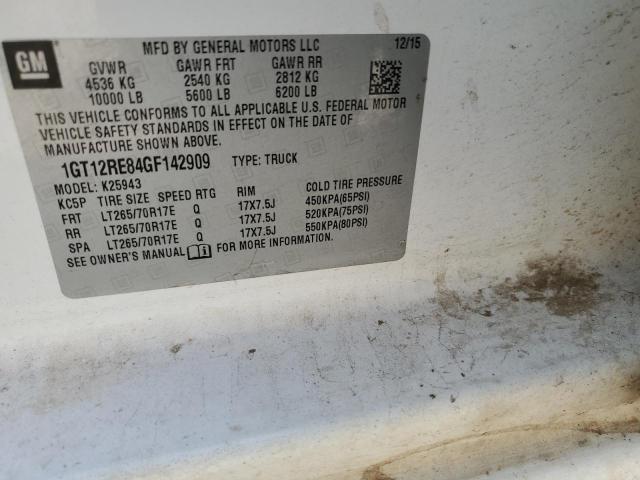 GM
MFD BY GENERAL MOTORS LLC 12/15
GVWR GAWR FRT GAWR RR
4536 KG 2540 KG 2812 KG
10000 LB 5600 LB 6200 LB
THIS VEHICLE CONFORMS TO ALL APPLICABLE U.S. FEDERAL MOTOR
VEHICLE SAFETY STANDARDS IN EFFECT ON THE DATE OF
MANUFACTURE SHOWN ABOVE.
1GT12RE84GF142909 TYPE: TRUCK
MODEL: K25943
KC5P TIRE SIZE SPEED RTG RIM COLD TIRE PRESSURE
FRT LT265/70R17E Q 17X7.5J 450KPA(65PSI)
RR LT265/70R17E Q 17X7.5J 520KPA(75PSI)
SPA LT265/70R17E Q 17X7.5J 550KPA(80PSI)
SEE OWNER'S MANUAL FOR MORE INFORMATION.